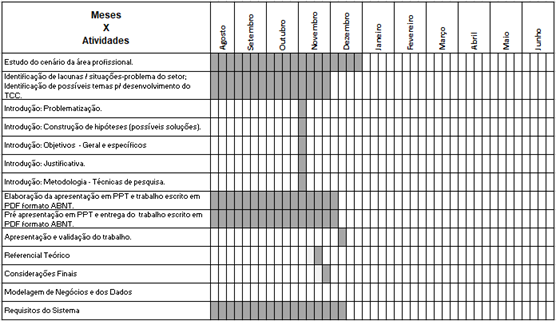 Meses
X
Atividades
Agosto
Setembro
Outubro
Novembro
Dezembro
Janeiro
Fevereiro
Março
Abril
Maio
Junho
Estudo do cenário da área profissional.
Identificação de lacunas / situações-problema do setor;
Identificação de possíveis temas p/ desenvolvimento do
TCC.
Introdução: Problematização.
Introdução: Construção de hipóteses (possíveis soluções).
Introdução: Objetivos - Geral e específicos
Introdução: Justificativa.
Introdução: Metodologia - Técnicas de pesquisa.
Elaboração da apresentação em PPT e trabalho escrito em
PDF formato ABNT.
Pré apresentação em PPT e entrega do trabalho escrito em
PDF formato ABNT.
Apresentação e validação do trabalho.
Referencial Teórico
Considerações Finais
Modelagem de Negócios e dos Dados
Requisitos do Sistema